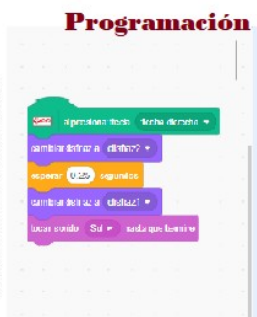 Programación
al presionar tecla flecha derecha
cambiar disfraz a disfraz2
esperar 0.25 segundos
cambiar disfraz a disfraz1
tocar sonido Sol hasta que termine